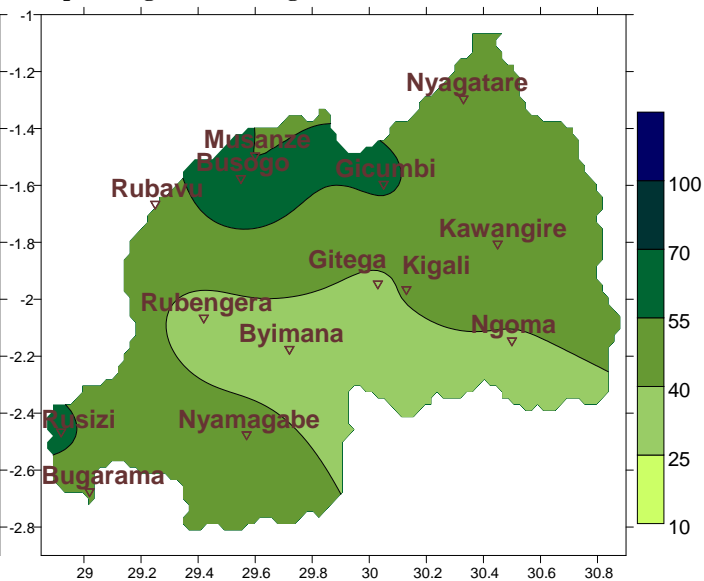 -1
-1.2
-1.4
-1.6
-1.8
-2
-2.2
-2.4
-2.6
-2.8
Nyagatare
Musanze
Busogo
Gicumbi
Rubavu
Kawangire
Gitega
Kigali
Rubengera
Byimana
Ngoma
Rusizi
Nyamagabe
Bugarama
29
29.2
29.4
29.6
29.8
30
30.2
30.4
30.6
30.8
100
70
55
40
25
10